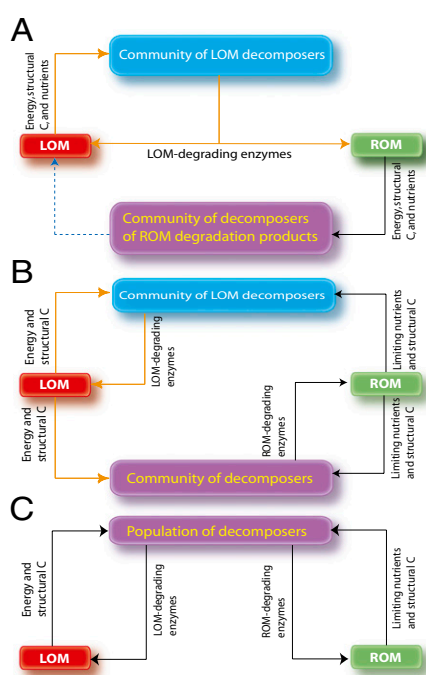 A
Community of LOM decomposers
Energy, structural
C, and nutrients
LOM
LOM-degrading enzymes
ROM
Energy, structural
C, and nutrients
Community of decomposers
of ROM degradation products
B
Community of LOM decomposers
Energy and
structural C
LOM-degrading
enzymes
Limiting nutrients
and structural C
LOM
ROM
Energy and
structural C
ROM-degrading
enzymes
Limiting nutrients
and structural C
Community of decomposers
C
Population of decomposers
Energy and
structural C
LOM-degrading
enzymes
ROM-degrading
enzymes
Limiting nutrients
and structural C
LOM
ROM